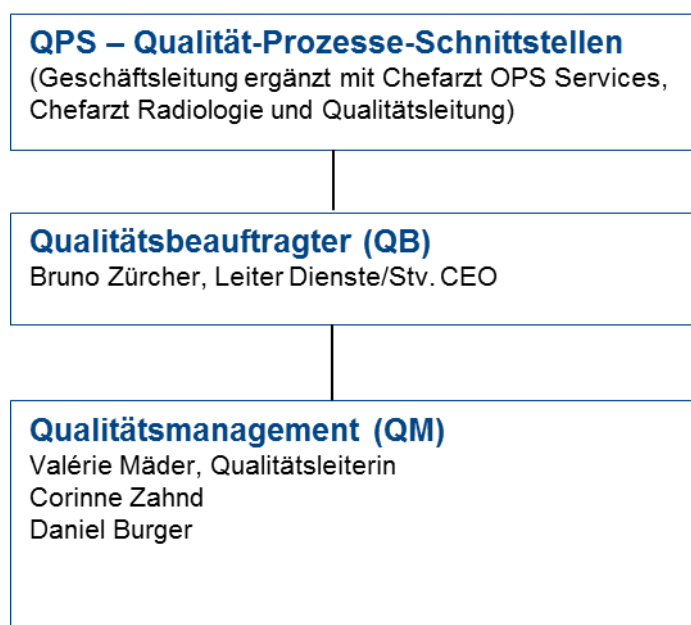 QPS – Qualität-Prozesse-Schnittstellen
(Geschäftsleitung ergänzt mit Chefarzt OPS Services,
Chefarzt Radiologie und Qualitätsleitung)
Qualitätsbeauftragter (QB)
Bruno Zürcher, Leiter Dienste/Stv. CEO
Qualitätsmanagement (QM)
Valérie Mäder, Qualitätsleiterin
Corinne Zahnd
Daniel Burger